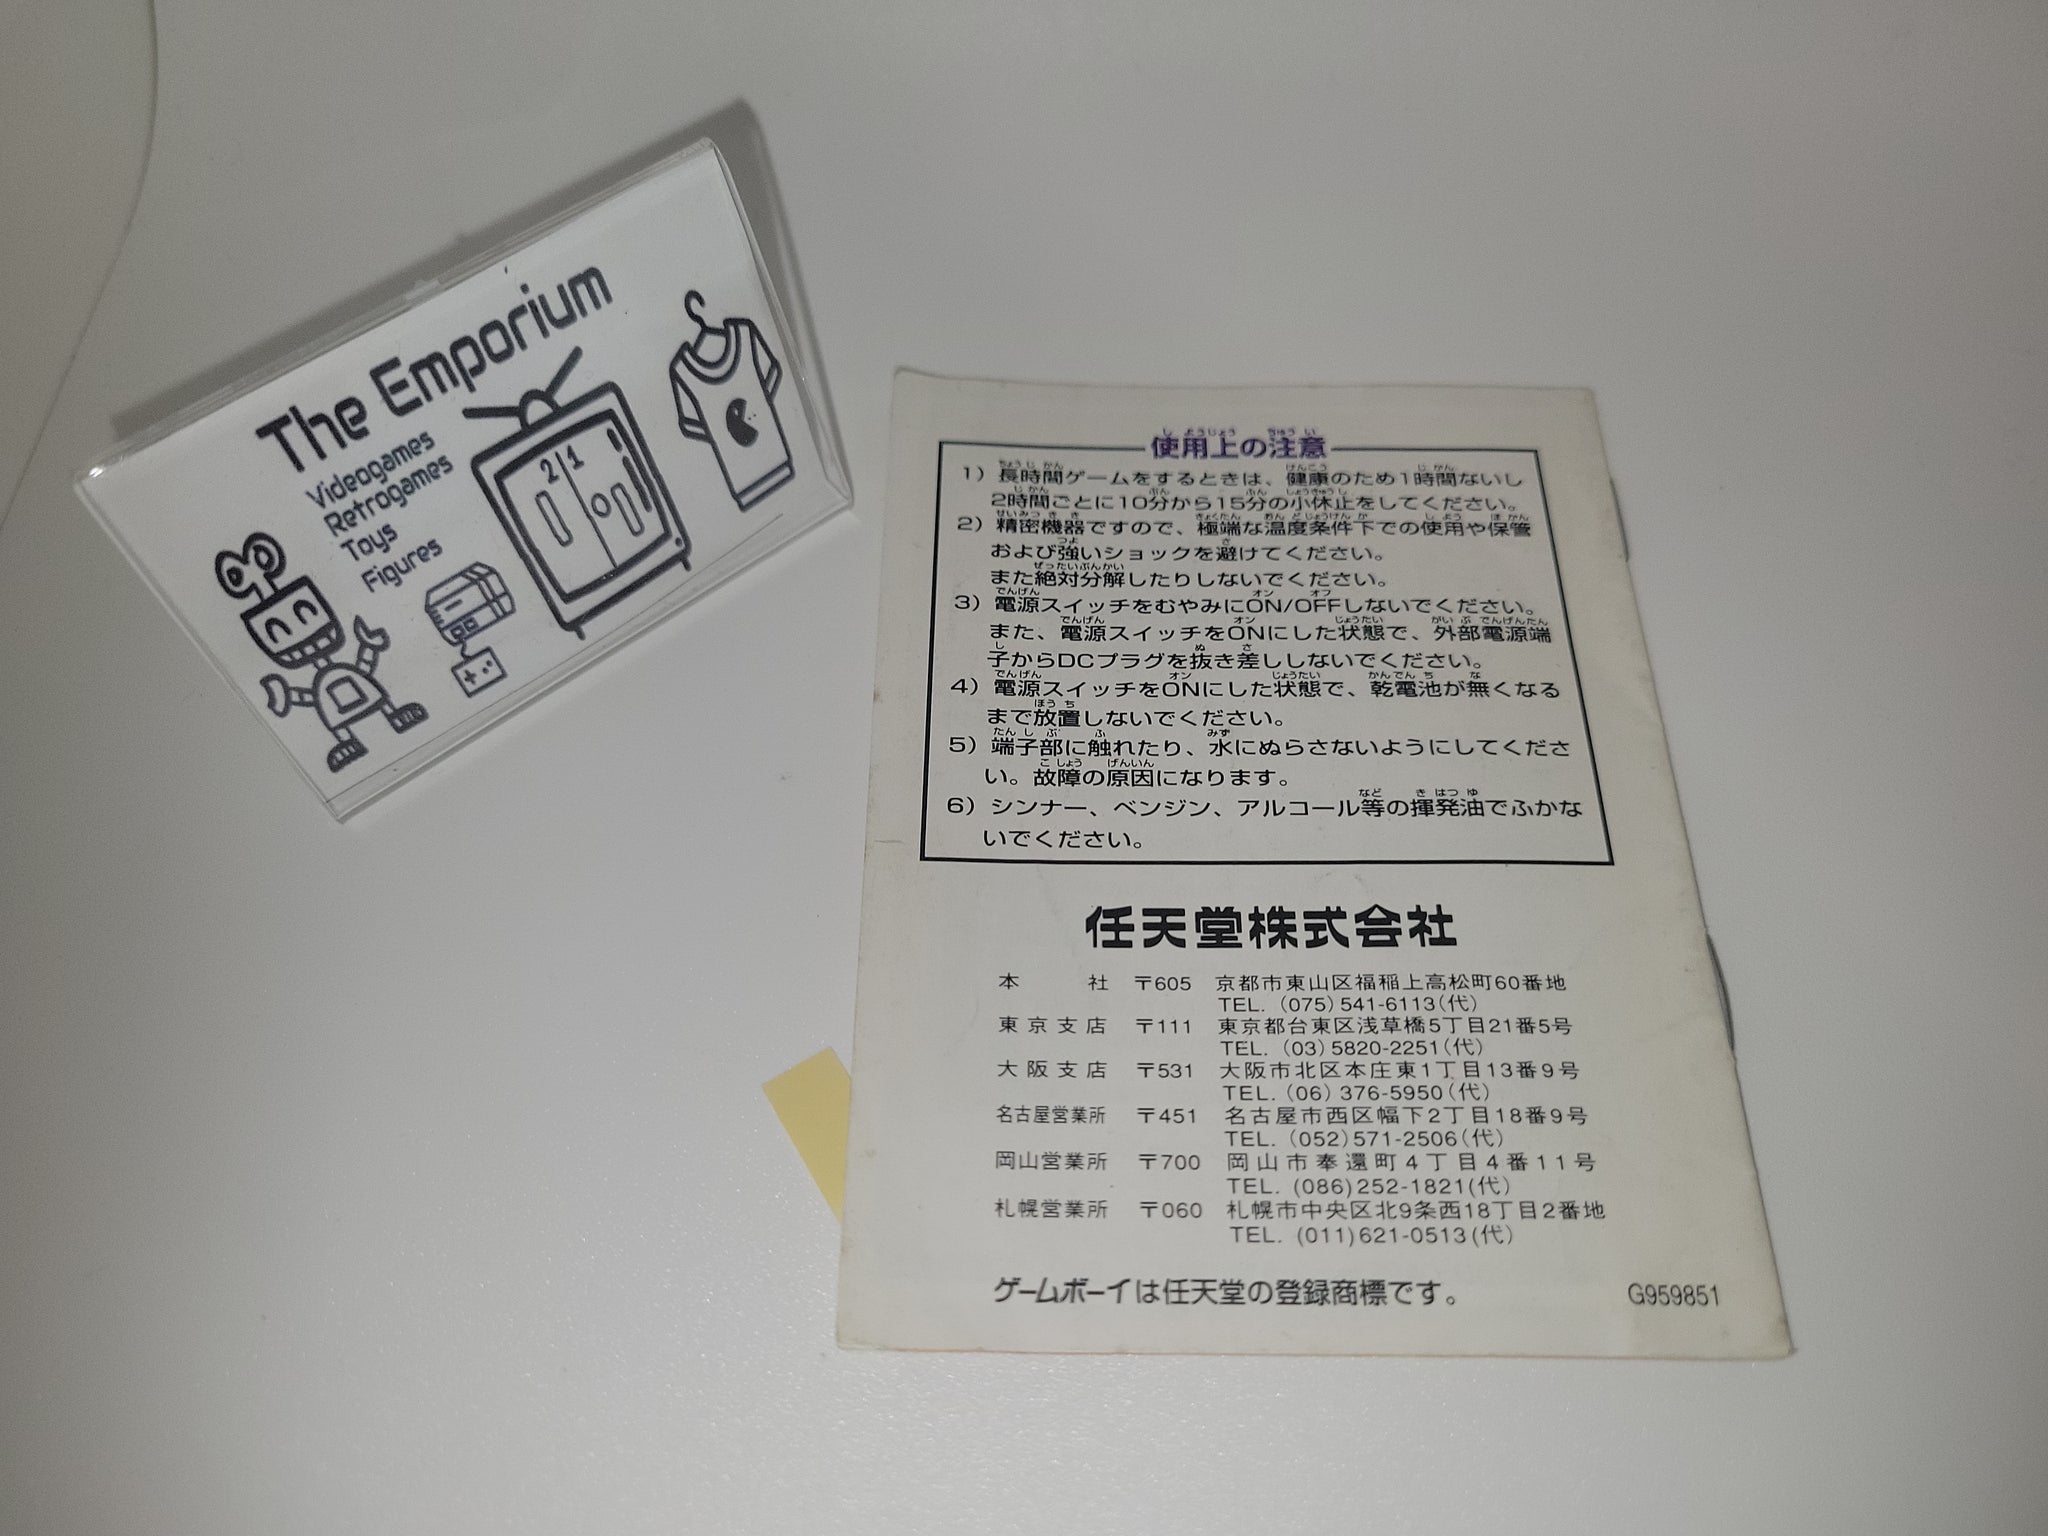 The Emporium
Videogames
Retrogames
Toys
Figures
2 1
使用上の注意
1）長時間ゲームをするときは、健康のため1時間ないし
2時間ごとに10分から15分の小休止をしてください。
2）精密機器ですので、極端な温度条件下での使用や保管
および強いショックを避けてください。
また絶対分解したりしないでください。
3）電源スイッチをむやみにON/OFFしないでください。
また、電源スイッチをONにした状態で、外部電源端
子からDCプラグを抜き差ししないでください。
4）電源スイッチをONにした状態で、乾電池が無くなる
まで放置しないでください。
5）端子部に触れたり、水にぬらさないようにしてくださ
い。故障の原因になります。
6）シンナー、ベンジン、アルコール等の揮発油でふかな
いでください。
任天堂株式会社
本社 〒605 京都市東山区福稲上高松町60番地
TEL.（075）541-6113（代）
東京支店 〒111 東京都台東区浅草橋5丁目21番5号
TEL.（03）5820-2251（代）
大阪支店 〒531 大阪市北区本庄東1丁目13番9号
TEL.（06）376-5950（代）
名古屋営業所 〒451 名古屋市西区幅下2丁目18番9号
TEL.（052）571-2506（代）
岡山営業所 〒700 岡山市奉還町4丁目4番11号
TEL.（086）252-1821（代）
札幌営業所 〒060 札幌市中央区北9条西18丁目2番地
TEL.（011）621-0513（代）
ゲームボーイは任天堂の登録商標です。
G959851